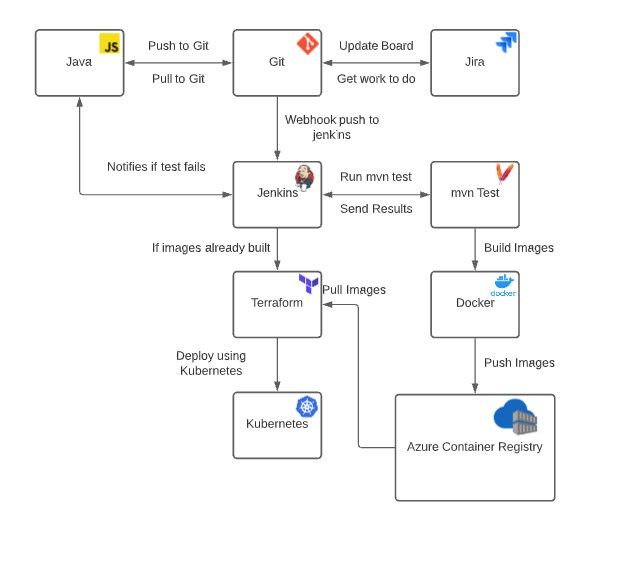 JS
Java
Push to Git
Pull to Git
Git
Update Board
Get work to do
Jira
Webhook push to
jenkins
Notifies if test fails
Jenkins
Run mvn test
Send Results
mvn Test
If images already built
Build Images
Terraform
Pull Images
docker
Docker
Deploy using
Kubernetes
Push Images
Kubernetes
Azure Container Registry